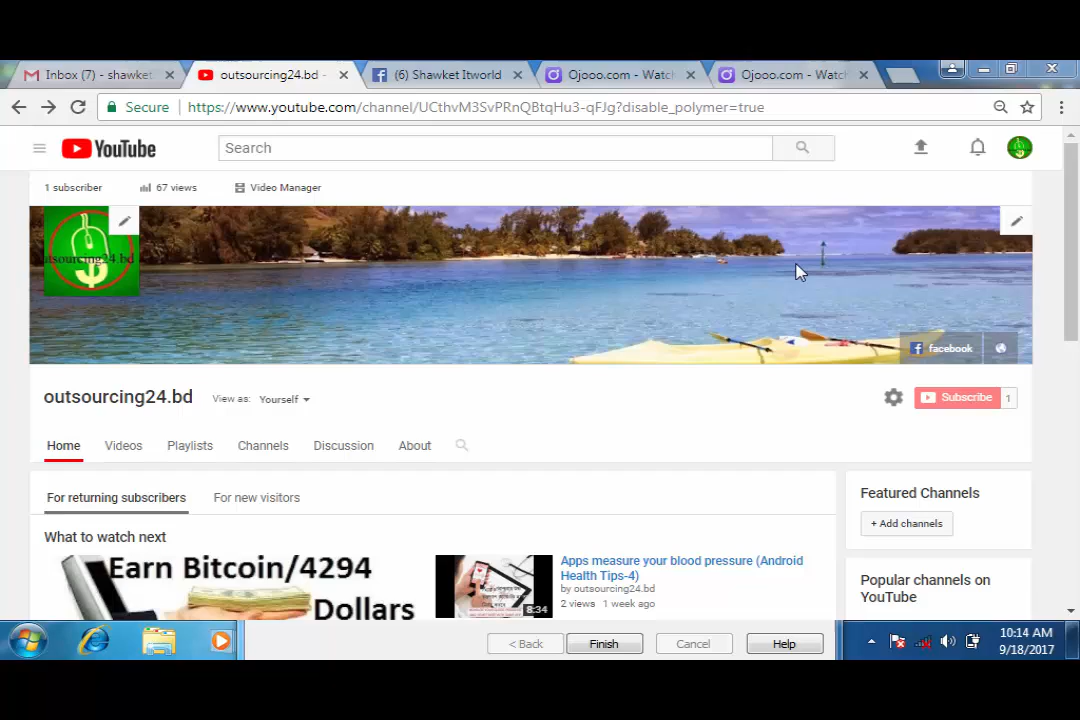 Inbox (7) - shawket
outsourcing24.bd -
(6) Shawket Itworld
Ojooo.com - Watch
Ojooo.com - Watch
Secure
https://www.youtube.com/channel/UCthvM3SvPRnQBtqHu3-qFJg?disable_polymer=true
YouTube
Search
1 subscriber
67 views
Video Manager
utsourcing24.bd
facebook
outsourcing24.bd
View as: Yourself
Subscribe 1
Home Videos Playlists Channels Discussion About
For returning subscribers
For new visitors
Featured Channels
+ Add channels
What to watch next
Earn Bitcoin/4294
Dollars
8:34
Apps measure your blood pressure (Android
Health Tips-4)
by outsourcing24.bd
2 views 1 week ago
Popular channels on
YouTube
< Back Finish Cancel Help
10:14 AM
9/18/2017